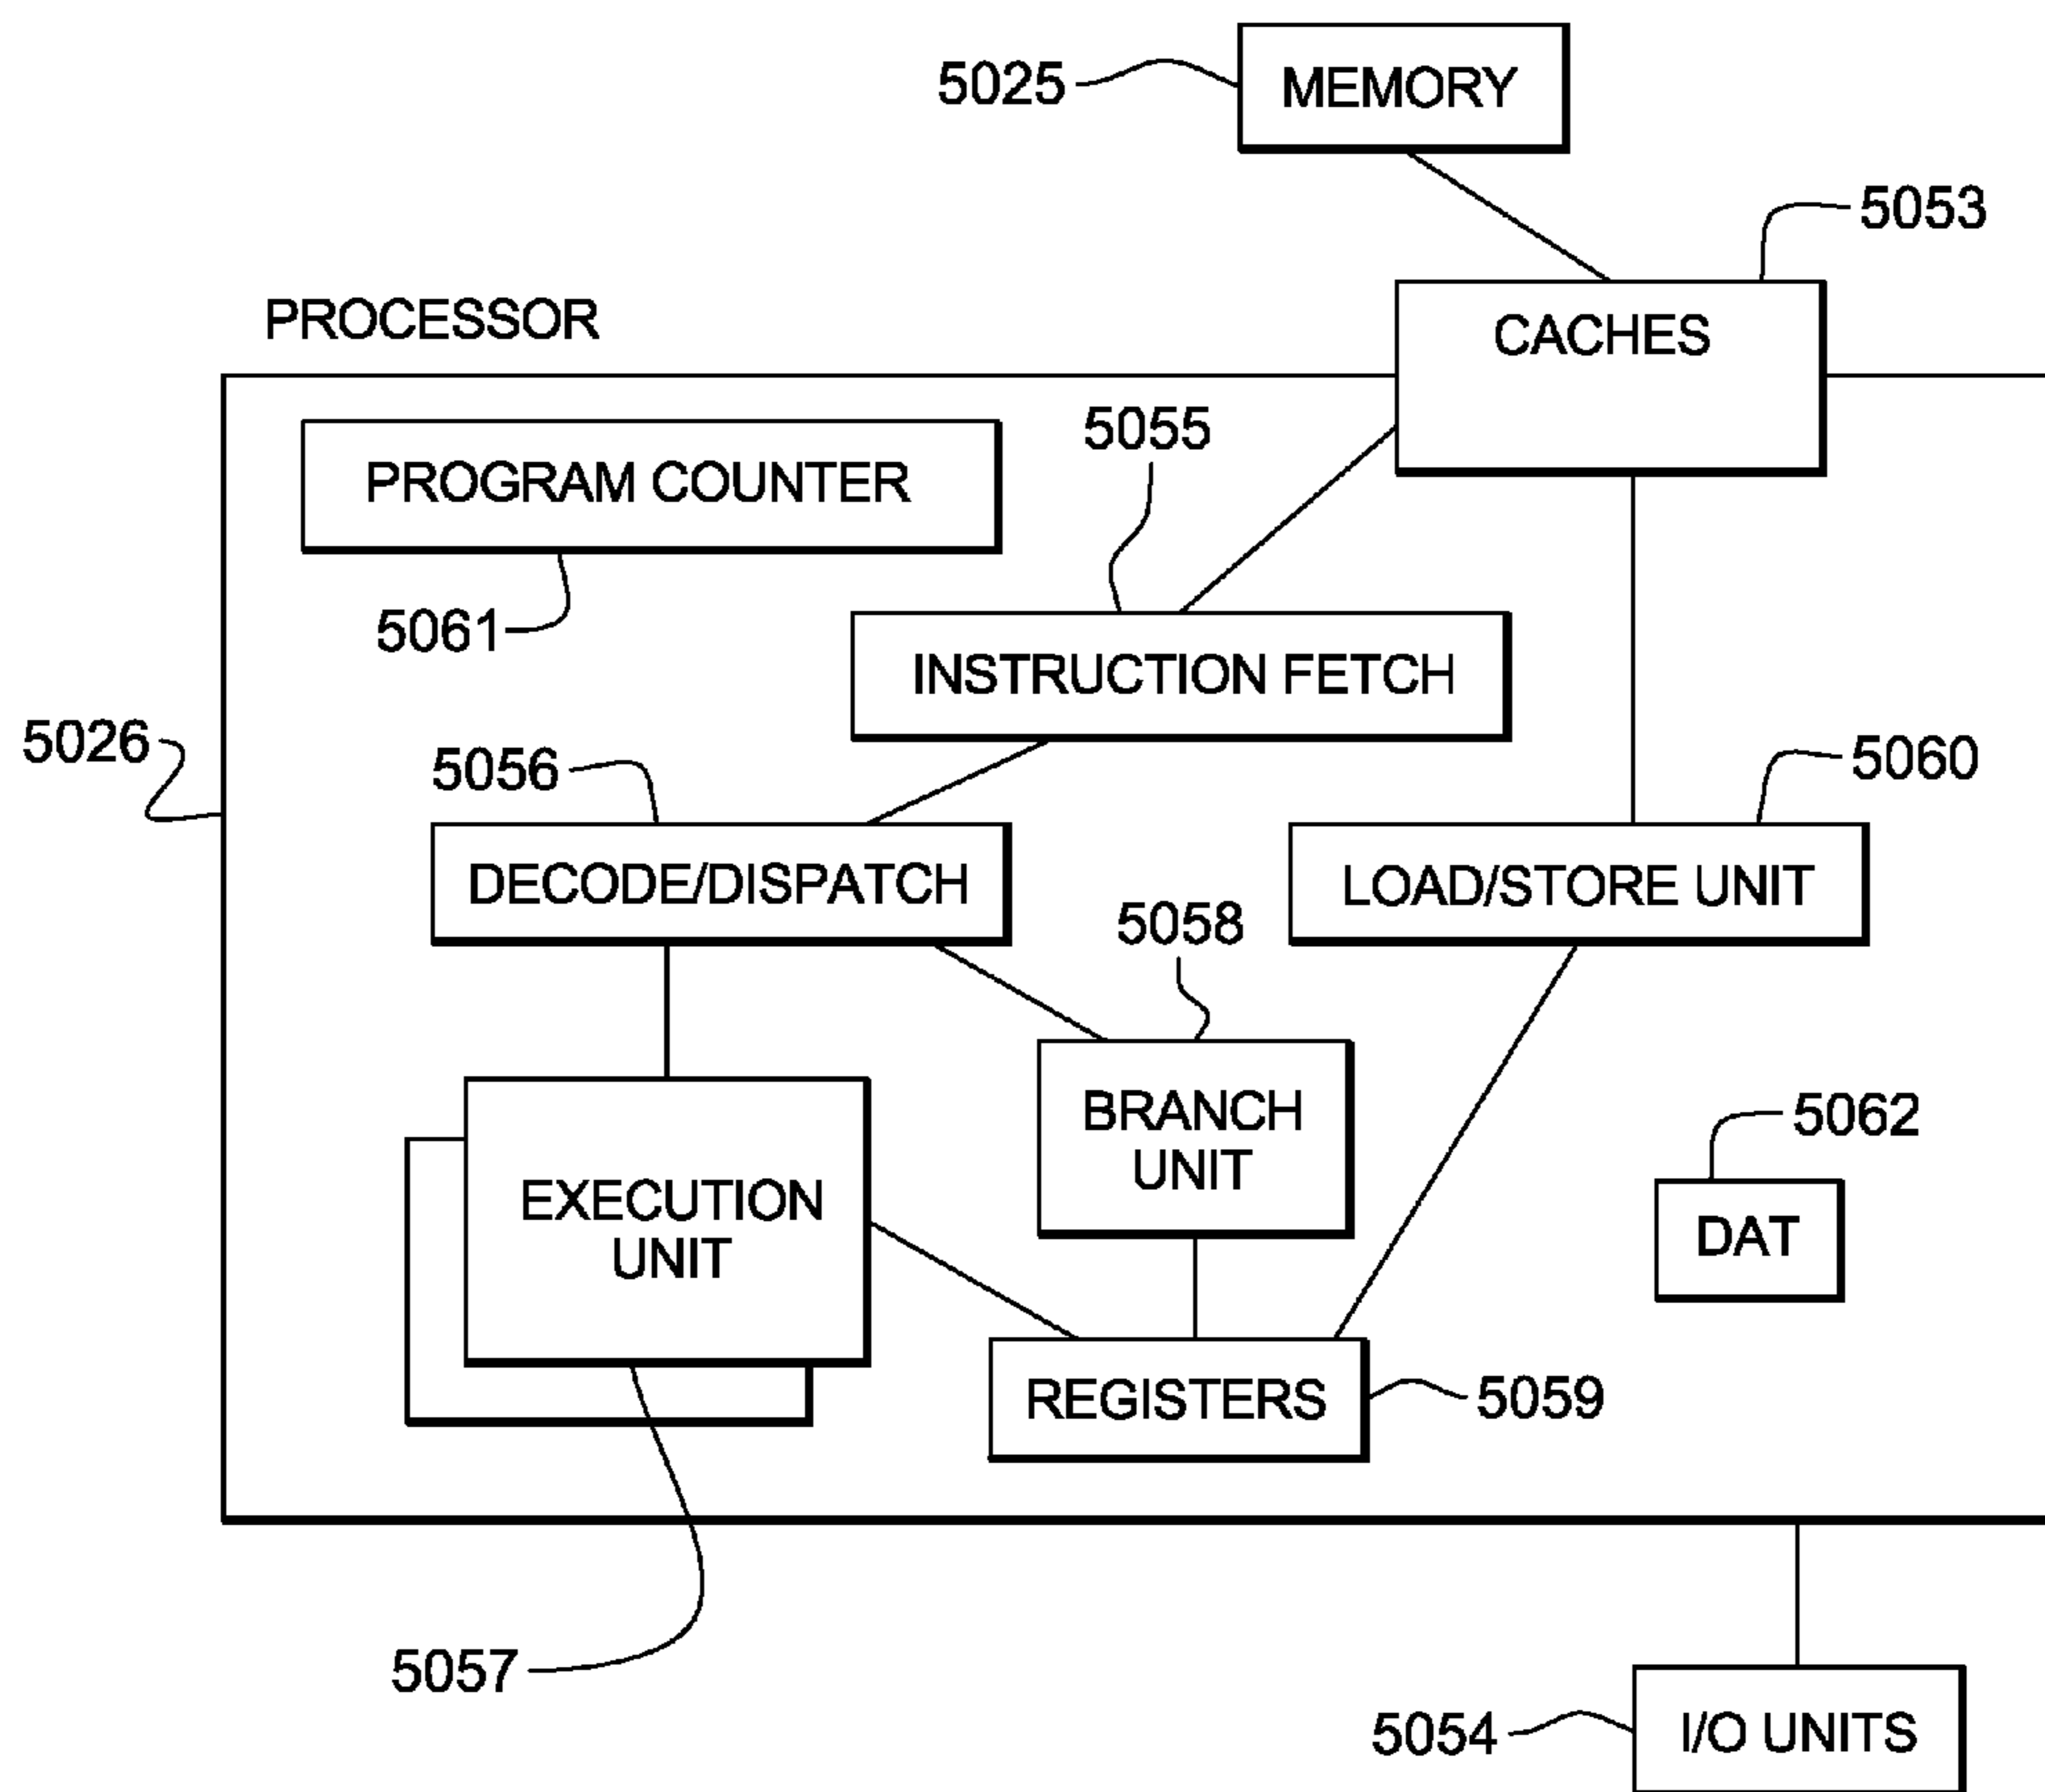 5025
MEMORY
5053
PROCESSOR
CACHES
5055
PROGRAM COUNTER
5061
INSTRUCTION FETCH
5026
5056
5060
DECODE/DISPATCH
LOAD/STORE UNIT
5058
BRANCH
UNIT
5062
EXECUTION
UNIT
DAT
REGISTERS
5059
5057
5054
I/O UNITS